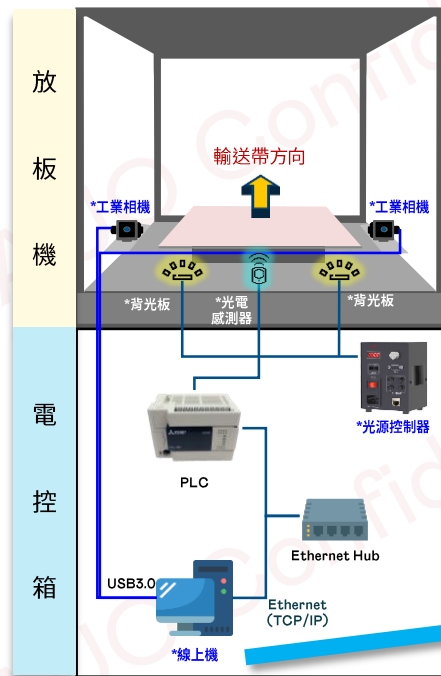 放
板
機
輸送帶方向
*工業相機
*工業相機
*背光板
*光電
感測器
*背光板
電
控
箱
*光源控制器
PLC
Ethernet Hub
USB3.0
Ethernet
(TCP/IP)
*線上機